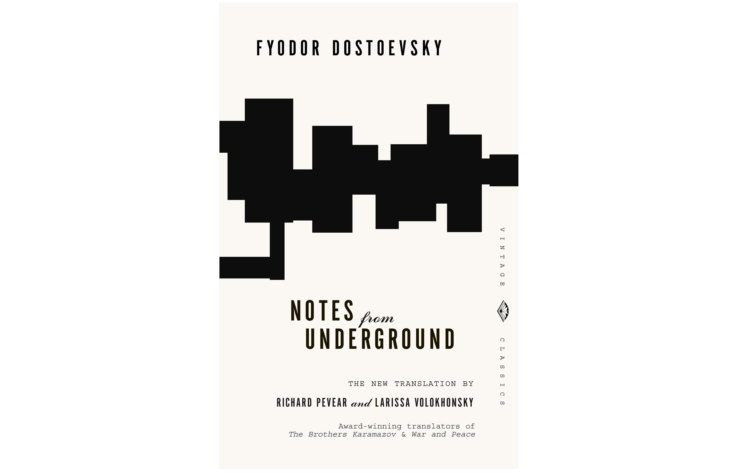 FYODOR DOSTOEVSKY
NOTES from
UNDERGROUND
THE NEW TRANSLATION BY
RICHARD PEVEAR and LARISSA VOLOKHONSKY
Award-winning translators of
The Brothers Karamazov & War and Peace
VINTAGE CLASSICS